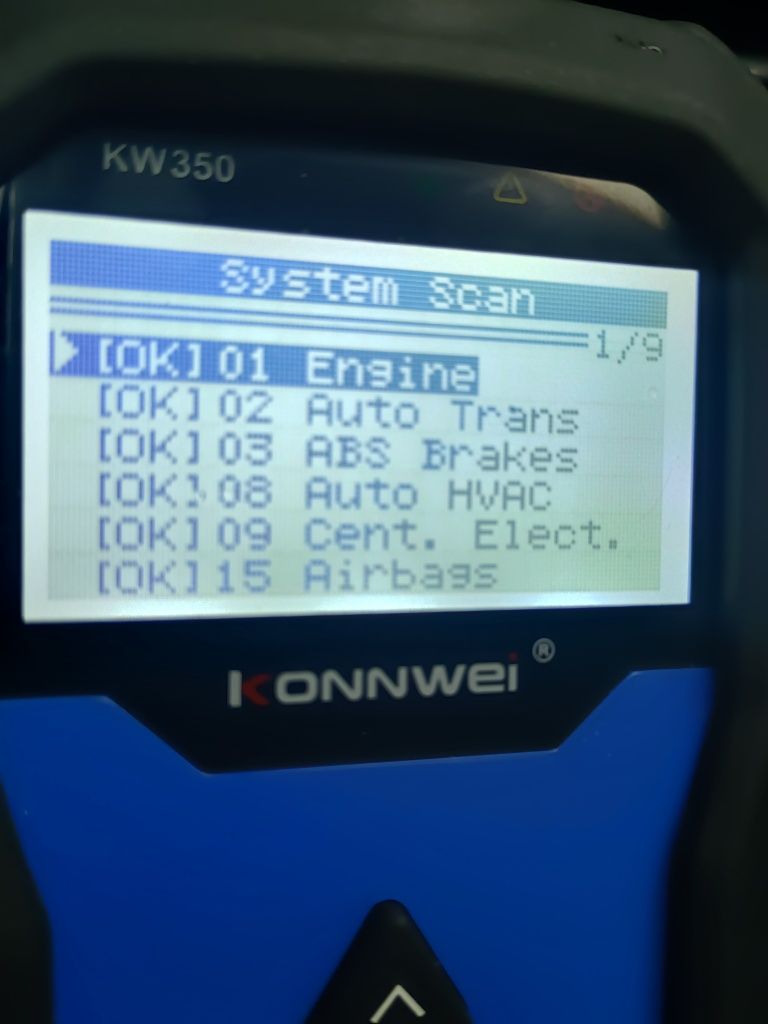 KW350
System Scan
1/9
[OK] 01 Engine
[OK] 02 Auto Trans
[OK] 03 ABS Brakes
[OK] 08 Auto HVAC
[OK] 09 Cent. Elect.
[OK] 15 Airbags
KONNWEI ®